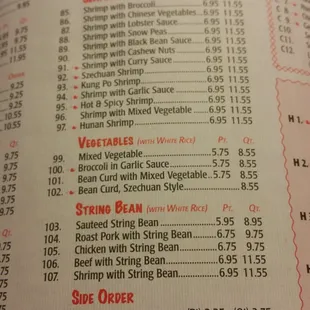 Shrimp with Broccoli 6.95 11.55
85. Shrimp with Chinese Vegetables 6.95 11.55
86. Shrimp with Lobster Sauce 6.95 11.55
87. Shrimp with Snow Peas 6.95 11.55
88. Shrimp with Black Bean Sauce 6.95 11.55
89. Shrimp with Cashew Nuts 6.95 11.55
90. Shrimp with Curry Sauce 6.95 11.55
91. Szechuan Shrimp 6.95 11.55
92. Kung Po Shrimp 6.95 11.55
93. Shrimp with Garlic Sauce 6.95 11.55
94. Hot & Spicy Shrimp 6.95 11.55
95. Shrimp with Mixed Vegetable 6.95 11.55
96. Hunan Shrimp 6.95 11.55
97.
VEGETABLES (WITH WHITE RICE) PT. QT.
99. Mixed Vegetable 5.75 8.55
100. Broccoli in Garlic Sauce 5.75 8.55
101. Bean Curd with Mixed Vegetable 5.75 8.55
102. Bean Curd, Szechuan Style 8.55
STRING BEAN (WITH WHITE RICE) PT. QT.
103. Sauteed String Bean 5.95 8.95
104. Roast Pork with String Bean 6.75 9.55
105. Chicken with String Bean 6.75 9.55
106. Beef with String Bean 6.95 11.55
107. Shrimp with String Bean 6.95 11.55
SIDE ORDER
C 8.
C 9.
C10.
C11.
C12.
H 1.
H 2.
H 3